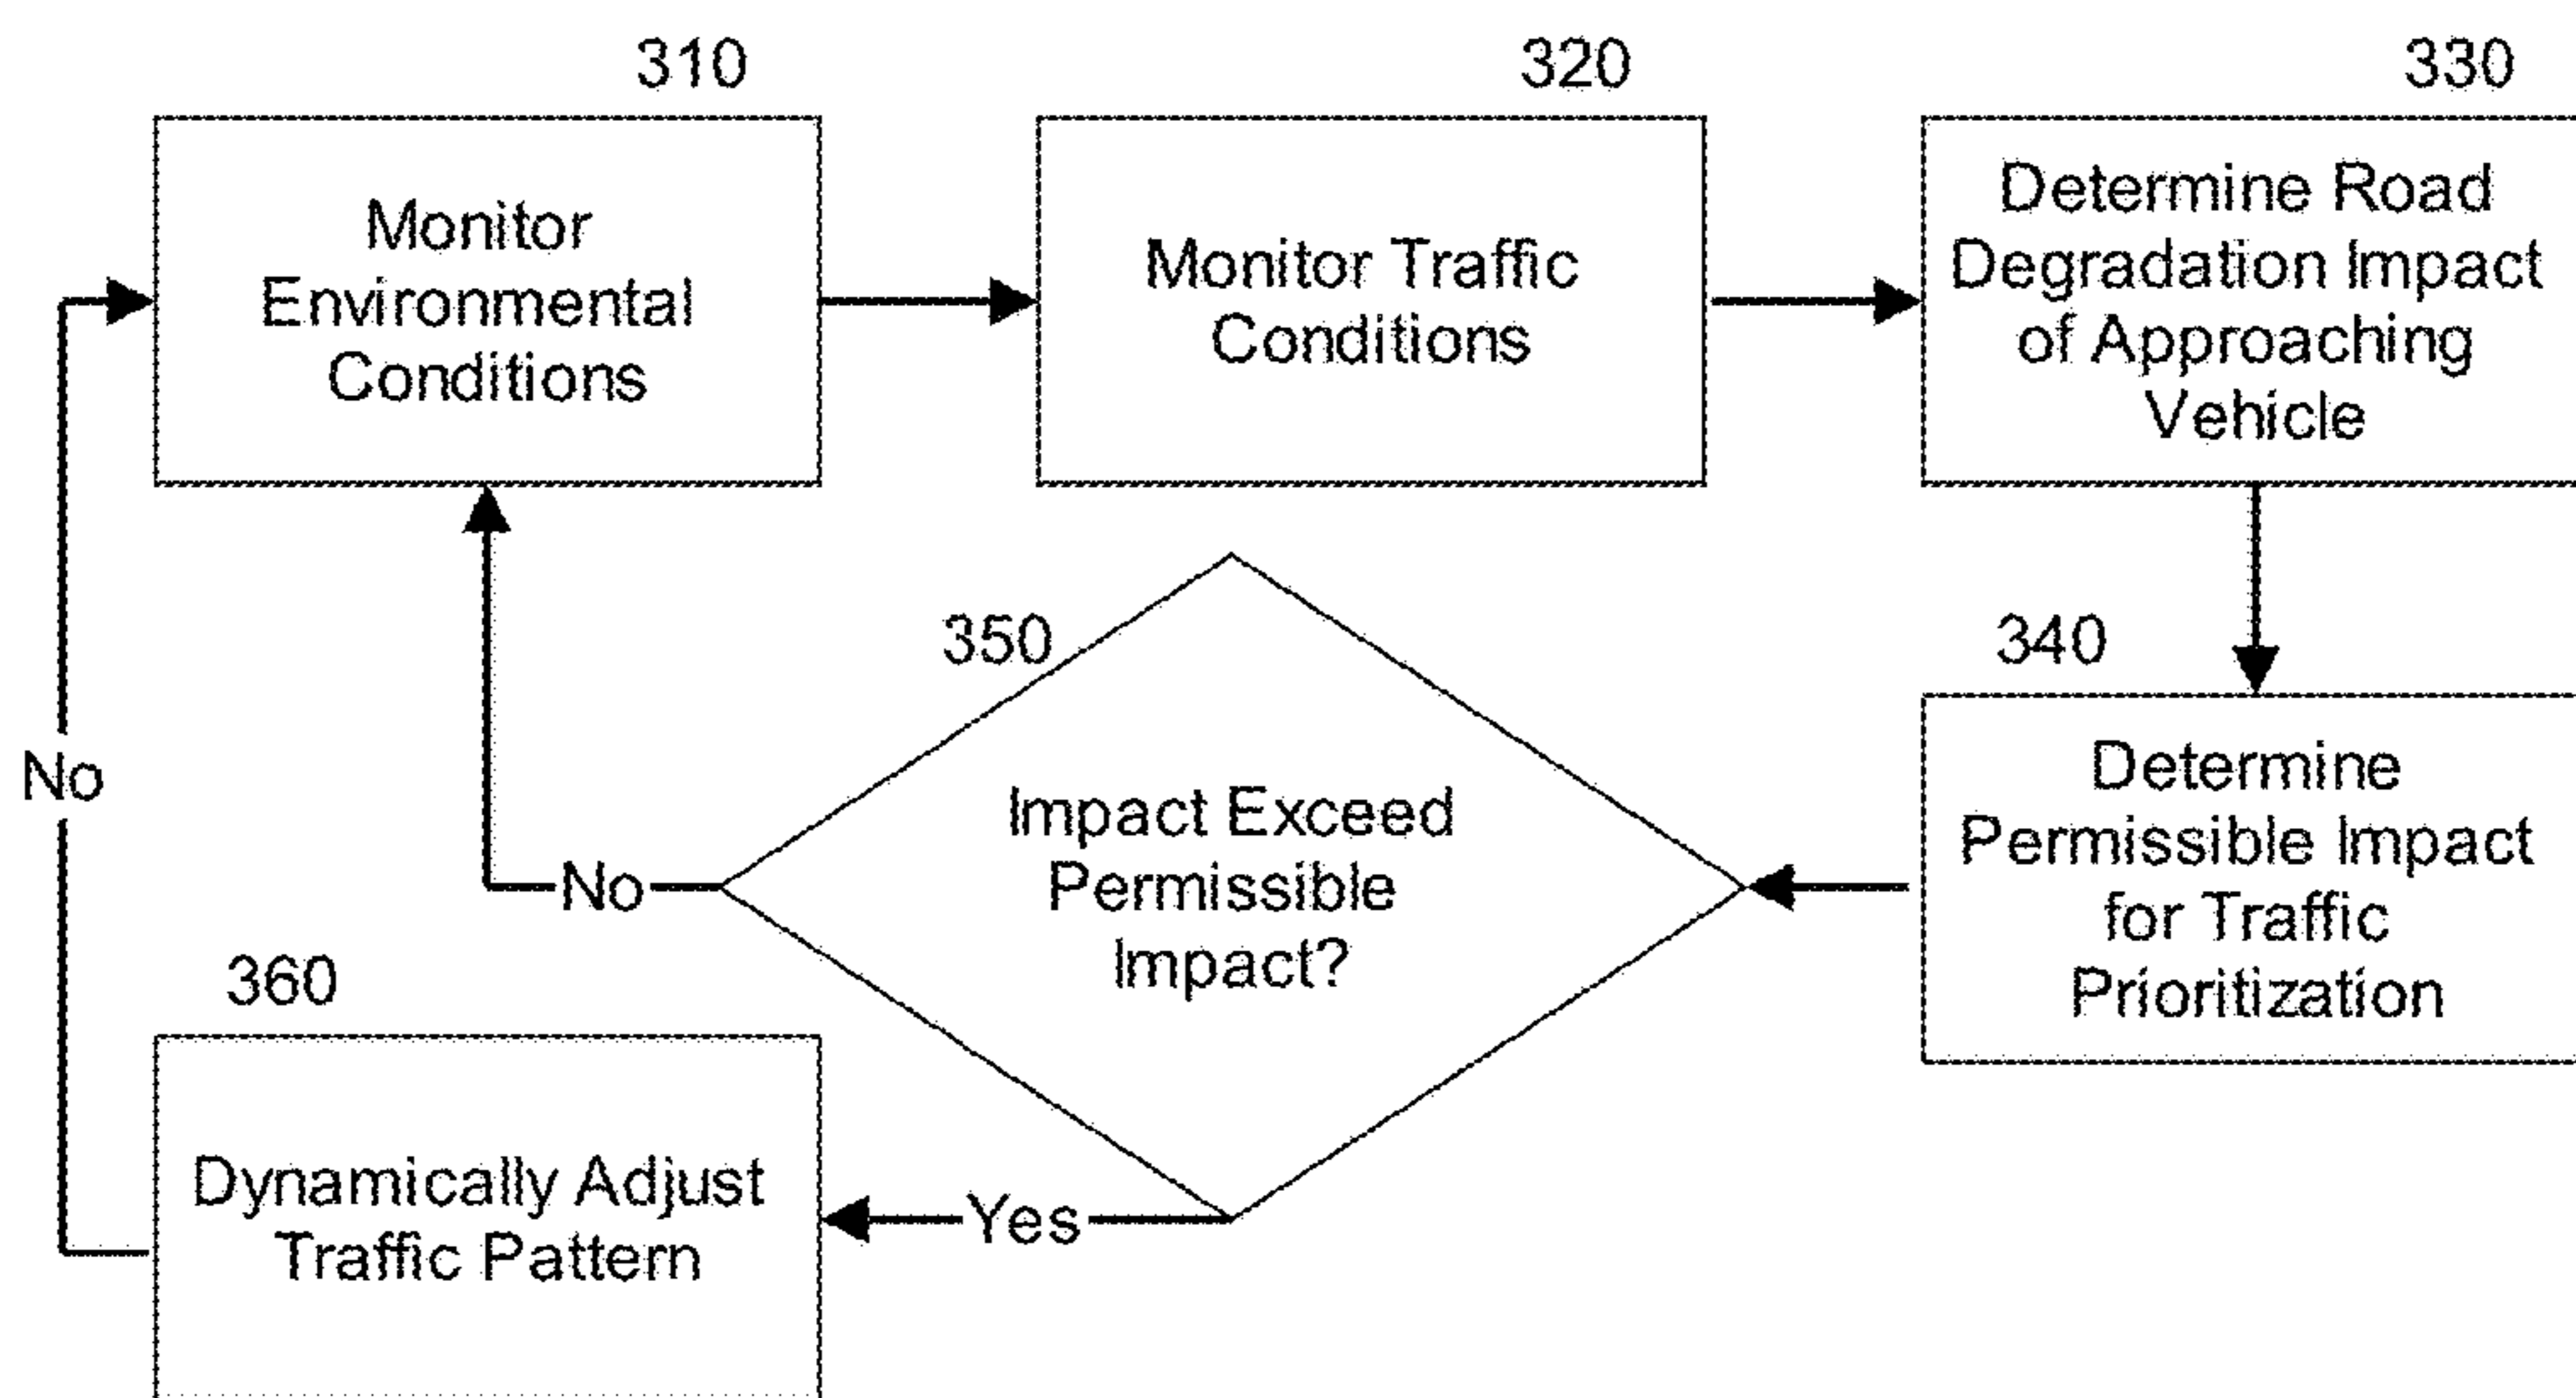 310
Monitor
Environmental
Conditions
320
Monitor Traffic
Conditions
330
Determine Road
Degradation Impact
of Approaching
Vehicle
340
Determine
Permissible Impact
for Traffic
Prioritization
350
Impact Exceed
Permissible
Impact?
No
Yes
360
Dynamically Adjust
Traffic Pattern
No